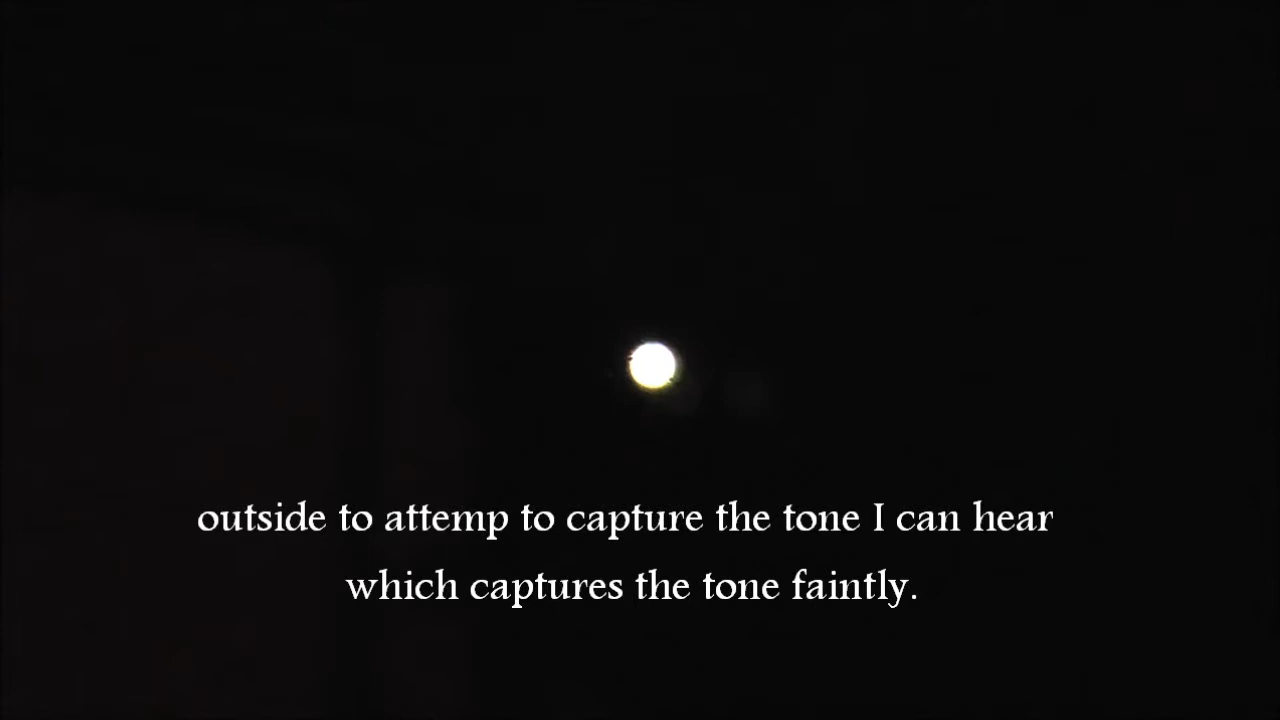 outside to attemp to capture the tone I can hear
which captures the tone faintly.